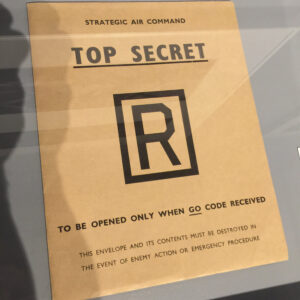 STRATEGIC AIR COMMAND
TOP SECRET
R
TO BE OPENED ONLY WHEN GO CODE RECEIVED
THIS ENVELOPE AND ITS CONTENTS MUST BE DESTROYED IN
THE EVENT OF ENEMY ACTION OR EMERGENCY PROCEDURE